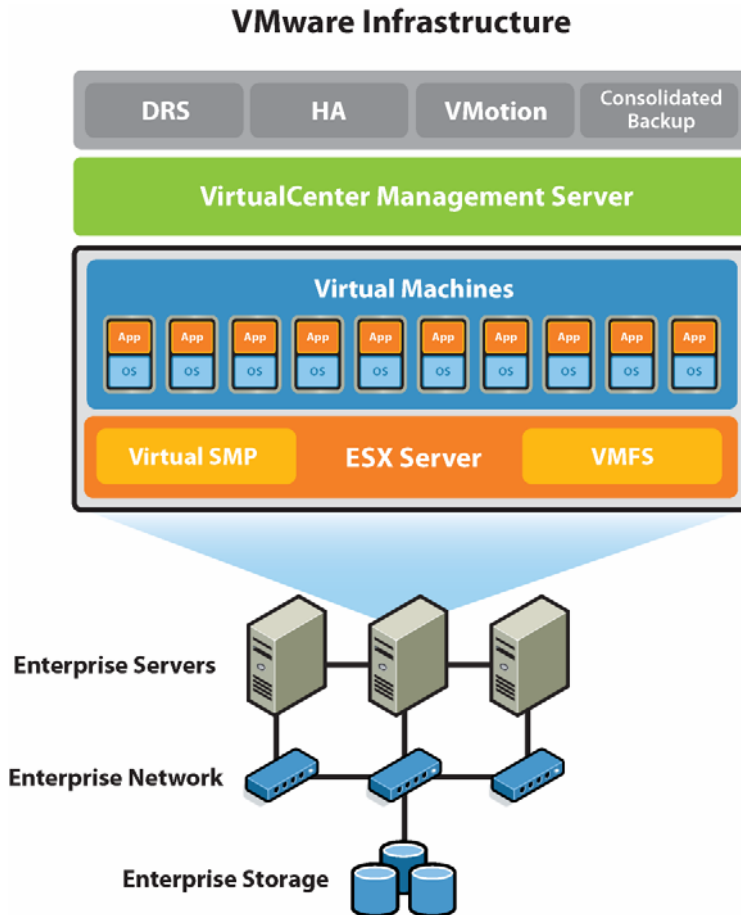 VMware Infrastructure
DRS
HA
VMotion
Consolidated
Backup
VirtualCenter Management Server
Virtual Machines
App App App App App App App App App App
OS OS OS OS OS OS OS OS OS OS
Virtual SMP
ESX Server
VMFS
Enterprise Servers
Enterprise Network
Enterprise Storage